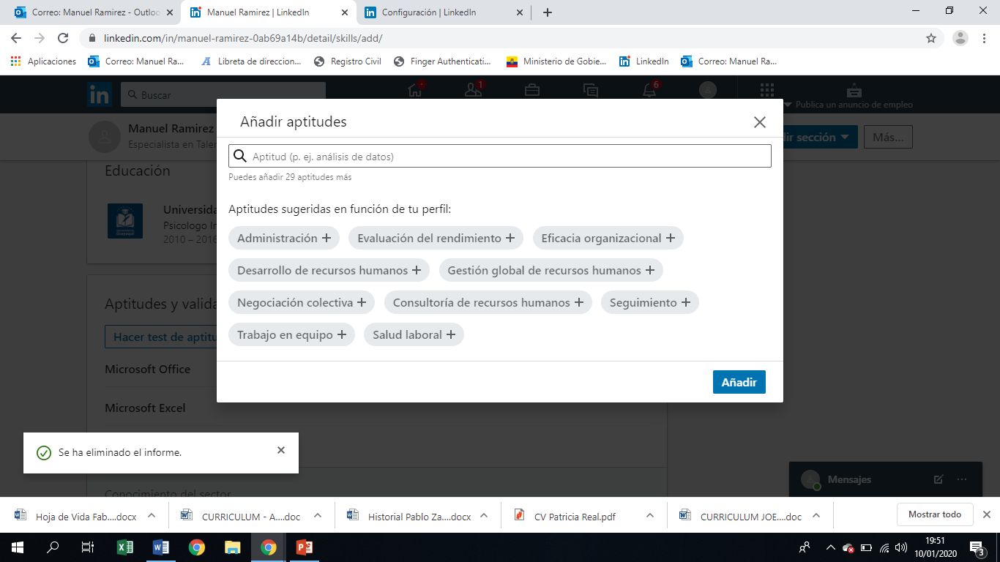 Correo: Manuel Ramirez - Outloo
Manuel Ramirez | LinkedIn
Configuración | LinkedIn
linkedin.com/in/manuel-ramirez-0ab69a14b/detail/skills/add/
Aplicaciones
Correo: Manuel Ra...
Libreta de direccion...
Registro Civil
Finger Authenticati...
Ministerio de Gobie...
LinkedIn
Correo: Manuel Ra...
in
Buscar
1
6
Publica un anuncio de empleo
Manuel Ramirez
Especialista en Talen
dir sección
Más...
Añadir aptitudes
Aptitud (p. ej. análisis de datos)
Puedes añadir 29 aptitudes más
Aptitudes sugeridas en función de tu perfil:
Administración +
Evaluación del rendimiento +
Eficacia organizacional +
Desarrollo de recursos humanos +
Gestión global de recursos humanos +
Negociación colectiva +
Consultoría de recursos humanos +
Seguimiento +
Trabajo en equipo +
Salud laboral +
Añadir
Educación
Universida
Psicologo In
2010 – 2016
Aptitudes y valida
Hacer test de aptitu
Microsoft Office
Microsoft Excel
Se ha eliminado el informe.
Conocimiento del sector
Mensajes
Hoja de Vida Fab....docx
CURRICULUM - A....doc
Historial Pablo Za....docx
CV Patricia Real.pdf
CURRICULUM JOE....doc
Mostrar todo
19:51
10/01/2020
3